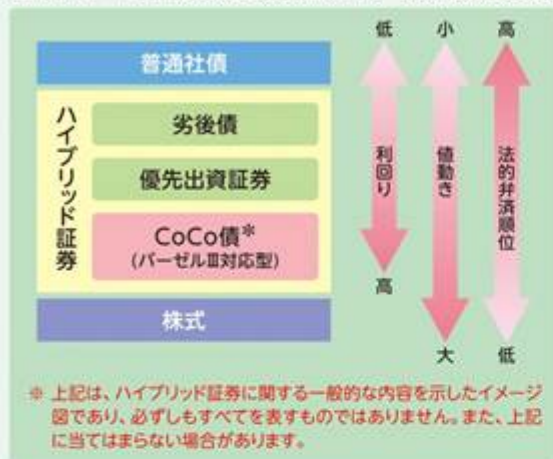 普通社債
ハイブリッド証券
劣後債
優先出資証券
CoCo債*
(バーゼルⅢ対応型)
株式
低
利回り
高
小
値動き
大
高
法的弁済順位
低
※ 上記は、ハイブリッド証券に関する一般的な内容を示したイメージ
図であり、必ずしもすべてを表すものではありません。また、上記
に当てはまらない場合があります。